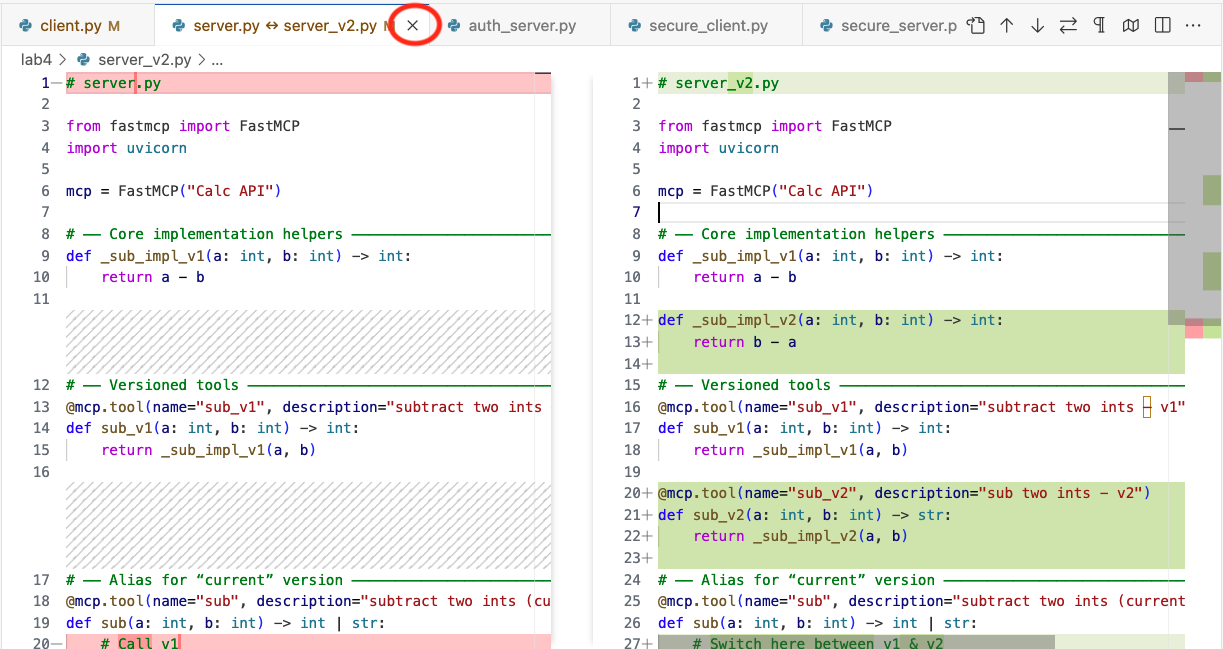 client.py M
server.py ↔ server_v2.py M
auth_server.py
secure_client.py
secure_server.p
lab4 > server_v2.py > ...
1− # server.py
2
3 from fastmcp import FastMCP
4 import uvicorn
5
6 mcp = FastMCP("Calc API")
7
8 # —— Core implementation helpers ——
9 def _sub_impl_v1(a: int, b: int) -> int:
10 return a - b
11
12 # —— Versioned tools ——
13 @mcp.tool(name="sub_v1", description="subtract two ints
14 def sub_v1(a: int, b: int) -> int:
15 return _sub_impl_v1(a, b)
16
17 # —— Alias for “current” version ——
18 @mcp.tool(name="sub", description="subtract two ints (cu
19 def sub(a: int, b: int) -> int | str:
20− # Call v1
1+ # server_v2.py
2
3 from fastmcp import FastMCP
4 import uvicorn
5
6 mcp = FastMCP("Calc API")
7
8 # —— Core implementation helpers ——
9 def _sub_impl_v1(a: int, b: int) -> int:
10 return a - b
11
12+ def _sub_impl_v2(a: int, b: int) -> int:
13+ return b - a
14+
15 # —— Versioned tools ——
16 @mcp.tool(name="sub_v1", description="subtract two ints – v1"
17 def sub_v1(a: int, b: int) -> int:
18 return _sub_impl_v1(a, b)
19
20+ @mcp.tool(name="sub_v2", description="sub two ints - v2")
21+ def sub_v2(a: int, b: int) -> str:
22+ return _sub_impl_v2(a, b)
23+
24 # —— Alias for “current” version ——
25 @mcp.tool(name="sub", description="subtract two ints (current
26 def sub(a: int, b: int) -> int | str:
27+ # Switch here between v1 & v2